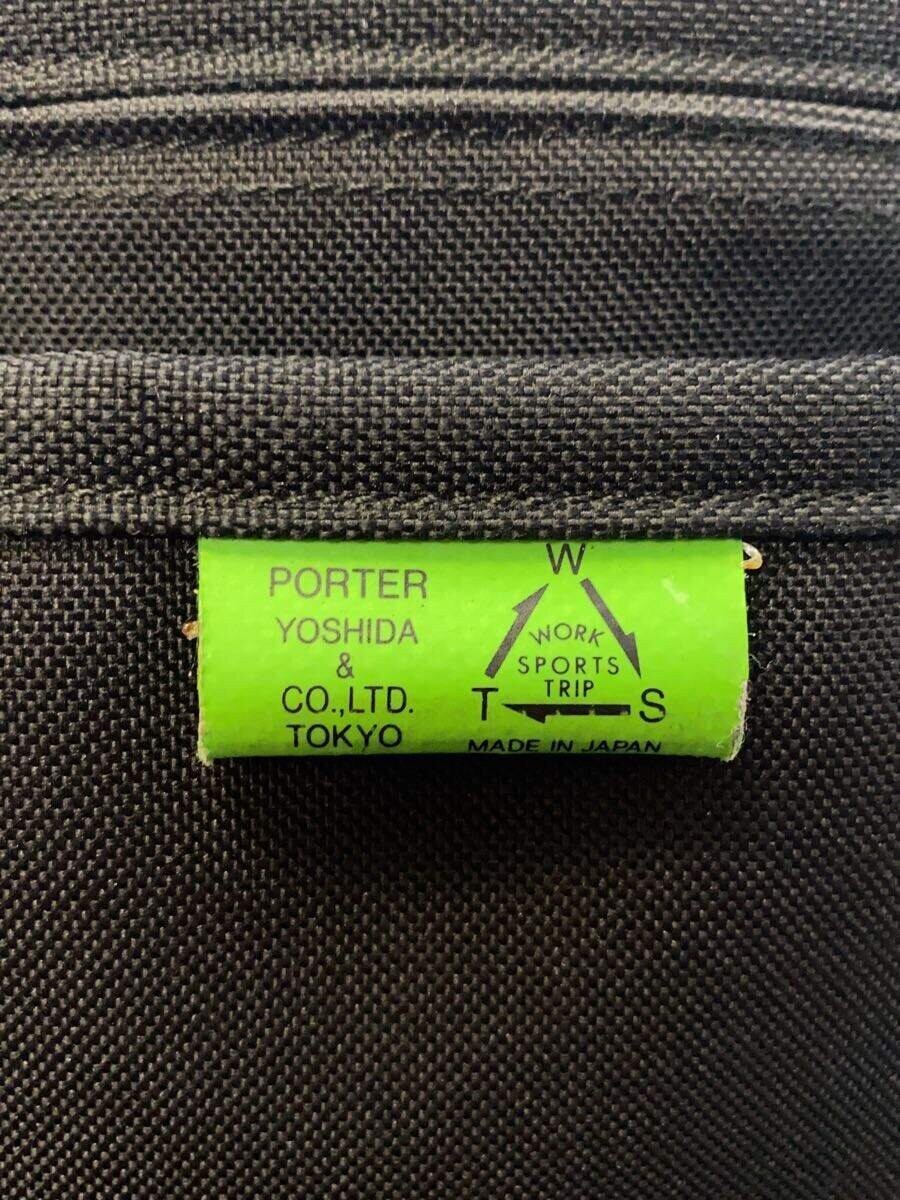 PORTER
YOSHIDA
&
CO.,LTD.
TOKYO
W
WORK
SPORTS
TRIP
T S
MADE IN JAPAN